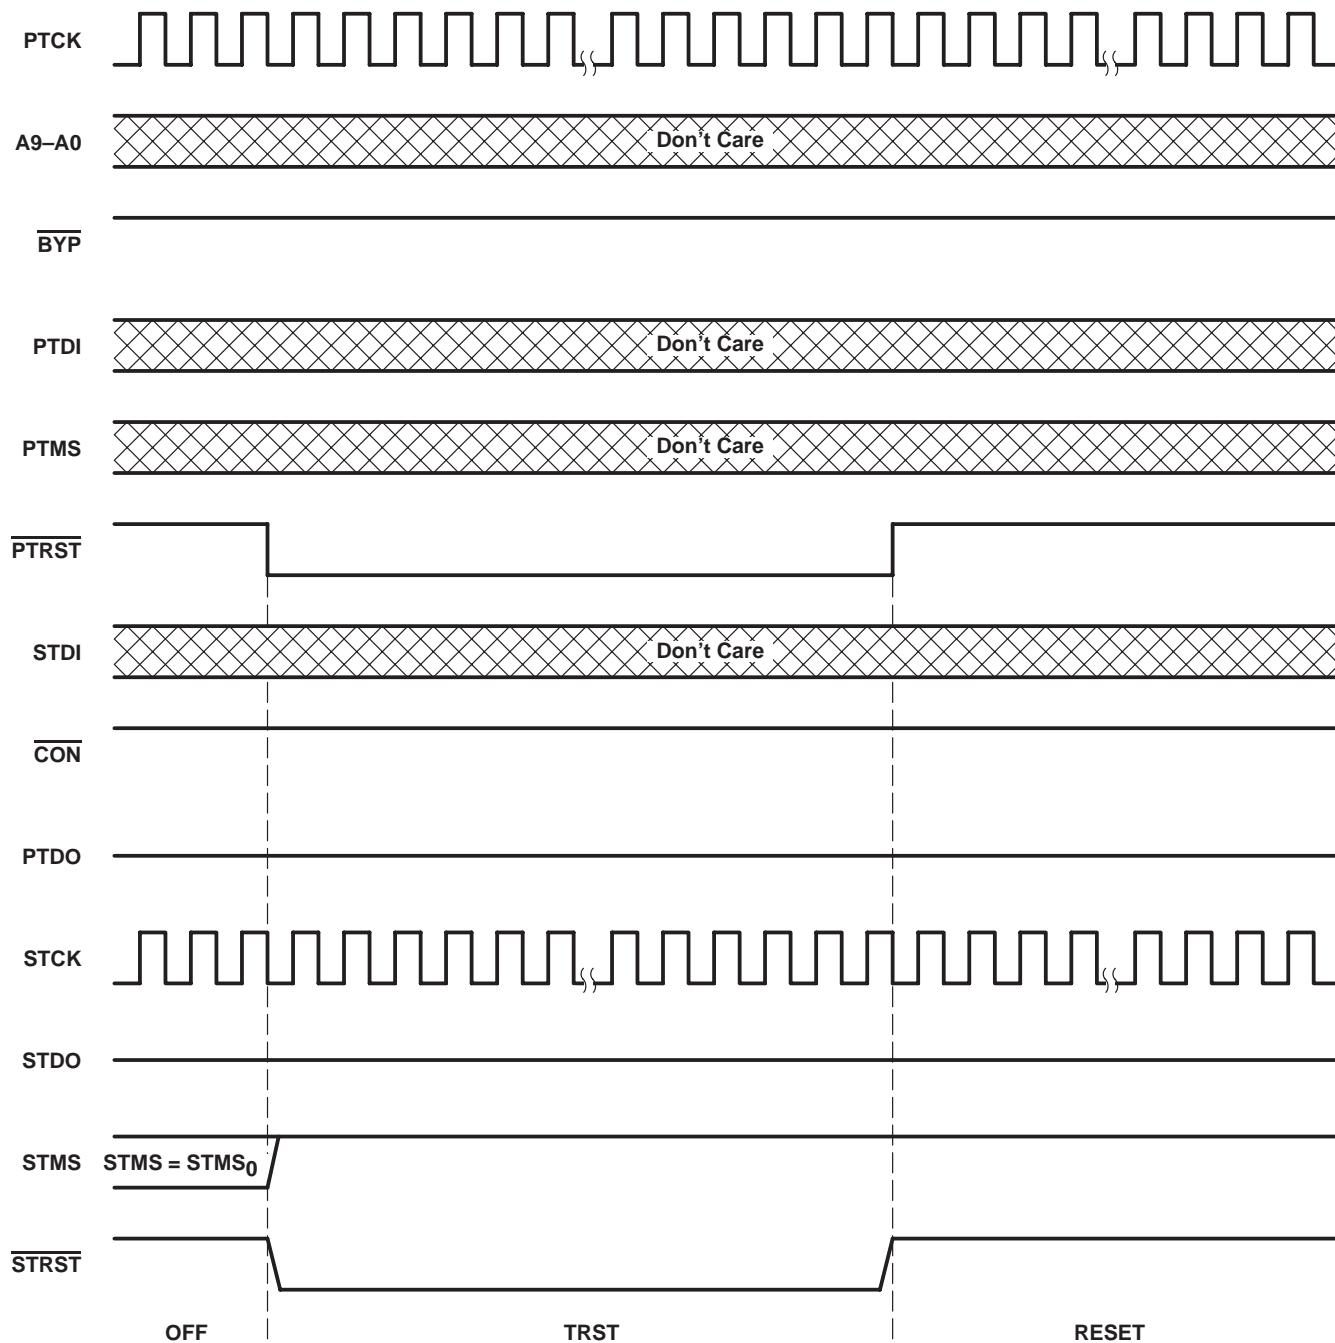 PTCK
A9–A0
Don't Care
BYP
PTDI
Don't Care
PTMS
Don't Care
PTRST
STDI
Don't Care
CON
PTDO
STCK
STDO
STMS
STMS = STMS0
STRST
OFF
TRST
RESET